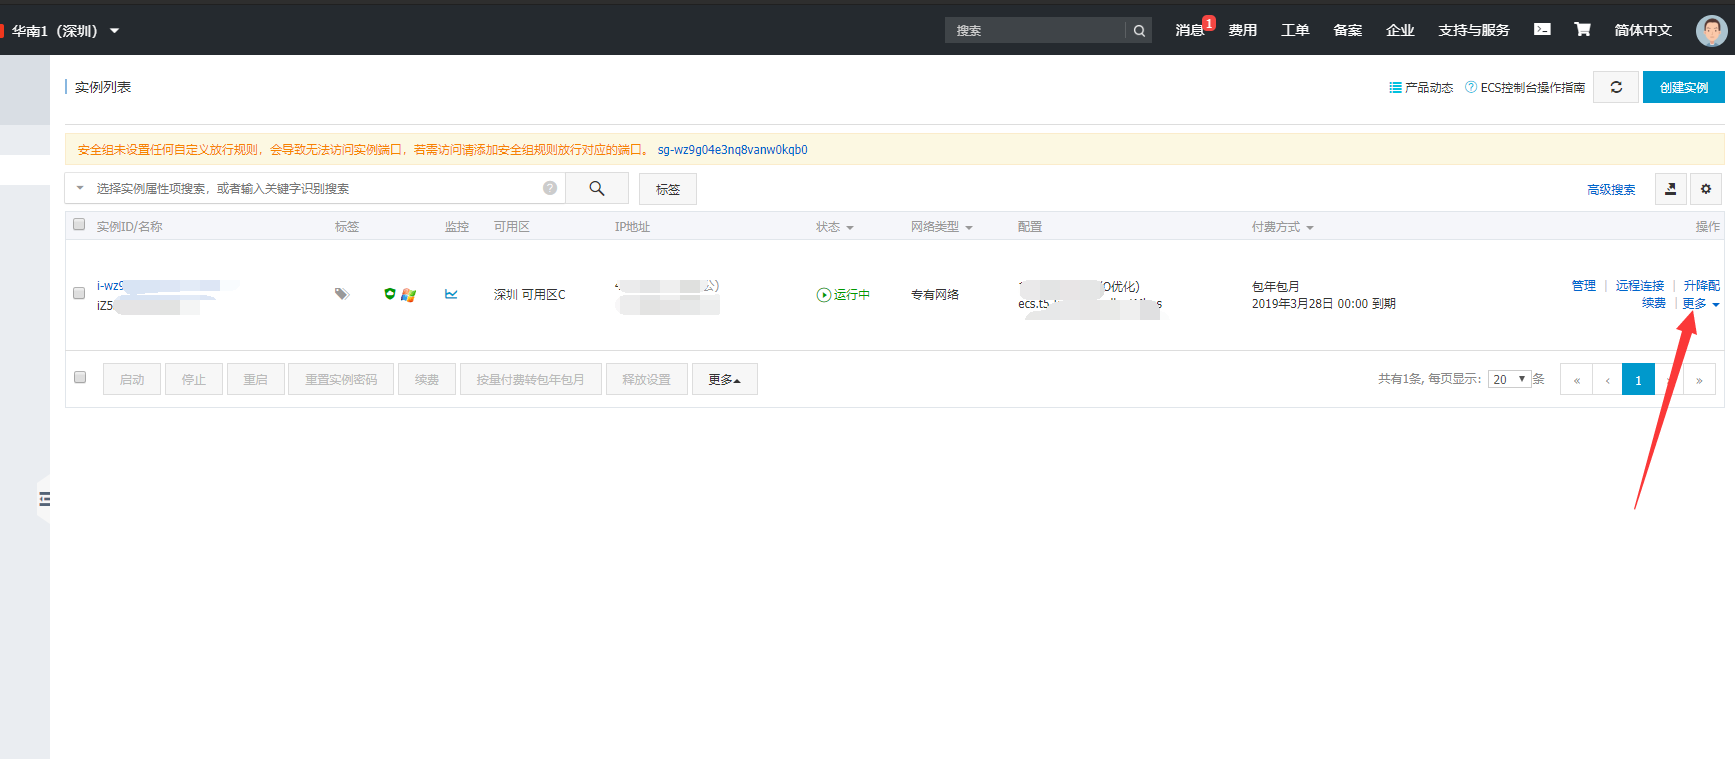 华南1（深圳）
搜索
消息 1 费用 工单 备案 企业 支持与服务 简体中文
实例列表
产品动态 ECS控制台操作指南 创建实例
安全组未设置任何自定义放行规则，会导致无法访问实例端口，若需访问请添加安全组规则放行对应的端口。 sg-wz9g04e3nq8vanw0kqb0
选择实例属性项搜索，或者输入关键字识别搜索 标签 高级搜索
实例ID/名称 标签 监控 可用区 IP地址 状态 网络类型 配置 付费方式 操作
i-wz9
iZ5
深圳 可用区C
公)
运行中
专有网络
/O优化)
ecs.t5
包年包月
2019年3月28日 00:00 到期
管理 | 远程连接 | 升降配
续费 | 更多
启动 停止 重启 重置实例密码 续费 按量付费转包年包月 释放设置 更多
共有1条, 每页显示: 20 条 « ‹ 1 »